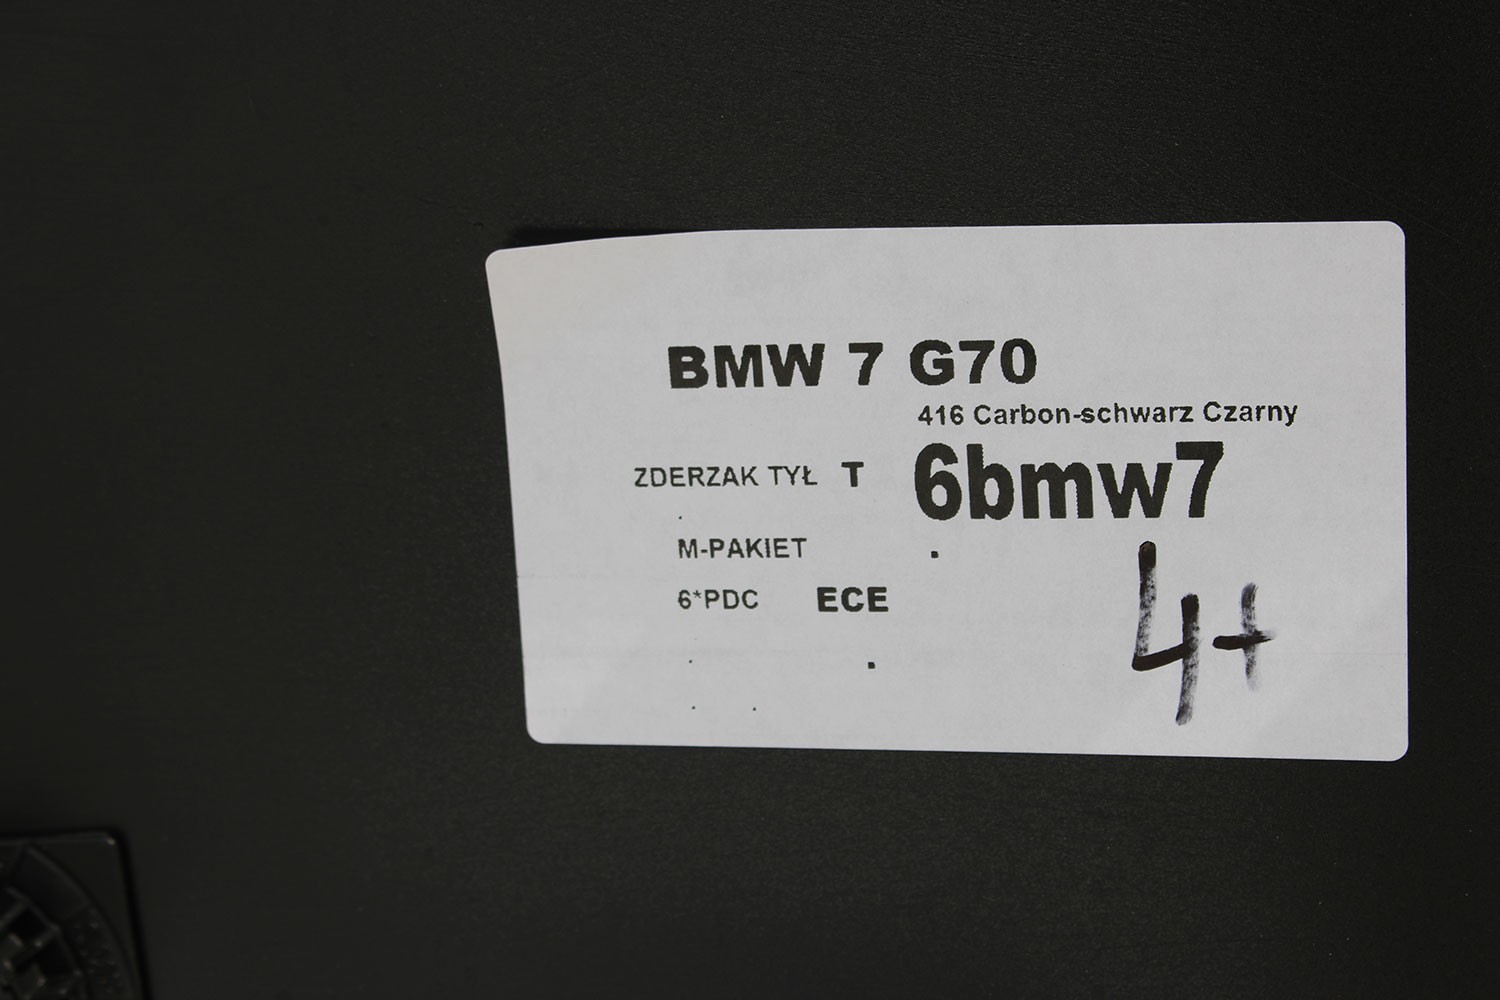 BMW 7 G70
416 Carbon-schwarz Czarny
ZDERZAK TYŁ T 6bmw7
M-PAKIET
6*PDC ECE
4+